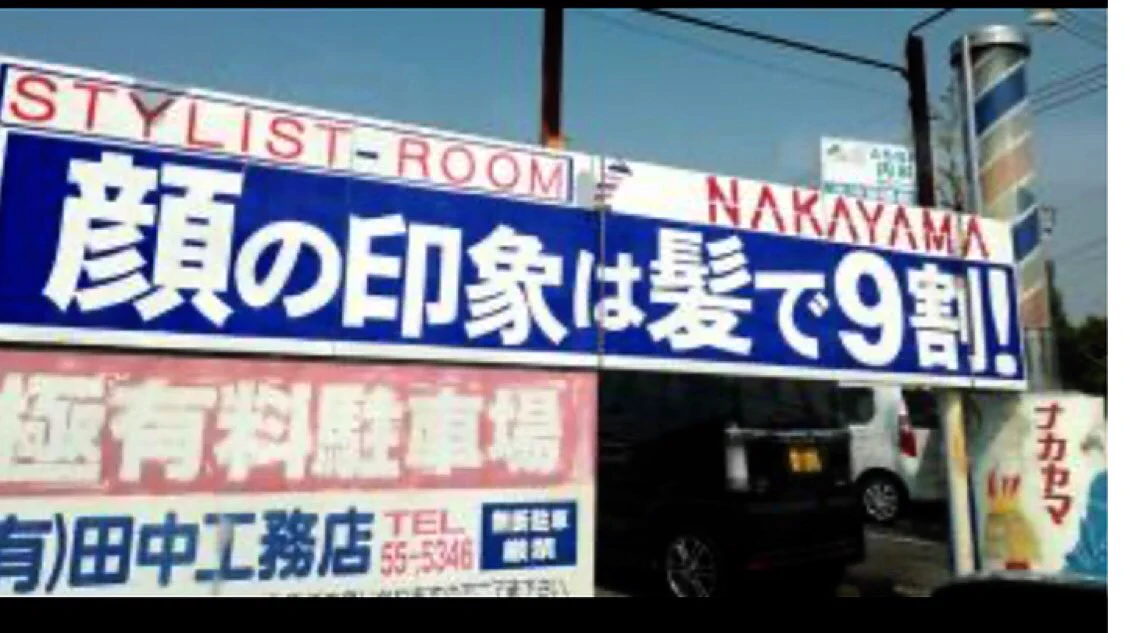 STYLIST-ROOM
NAKAYAMA
顔の印象は髪で9割!
極有料駐車場
有)田中工務店
TEL
55-5346
無断駐車
厳禁
ナカヤマ